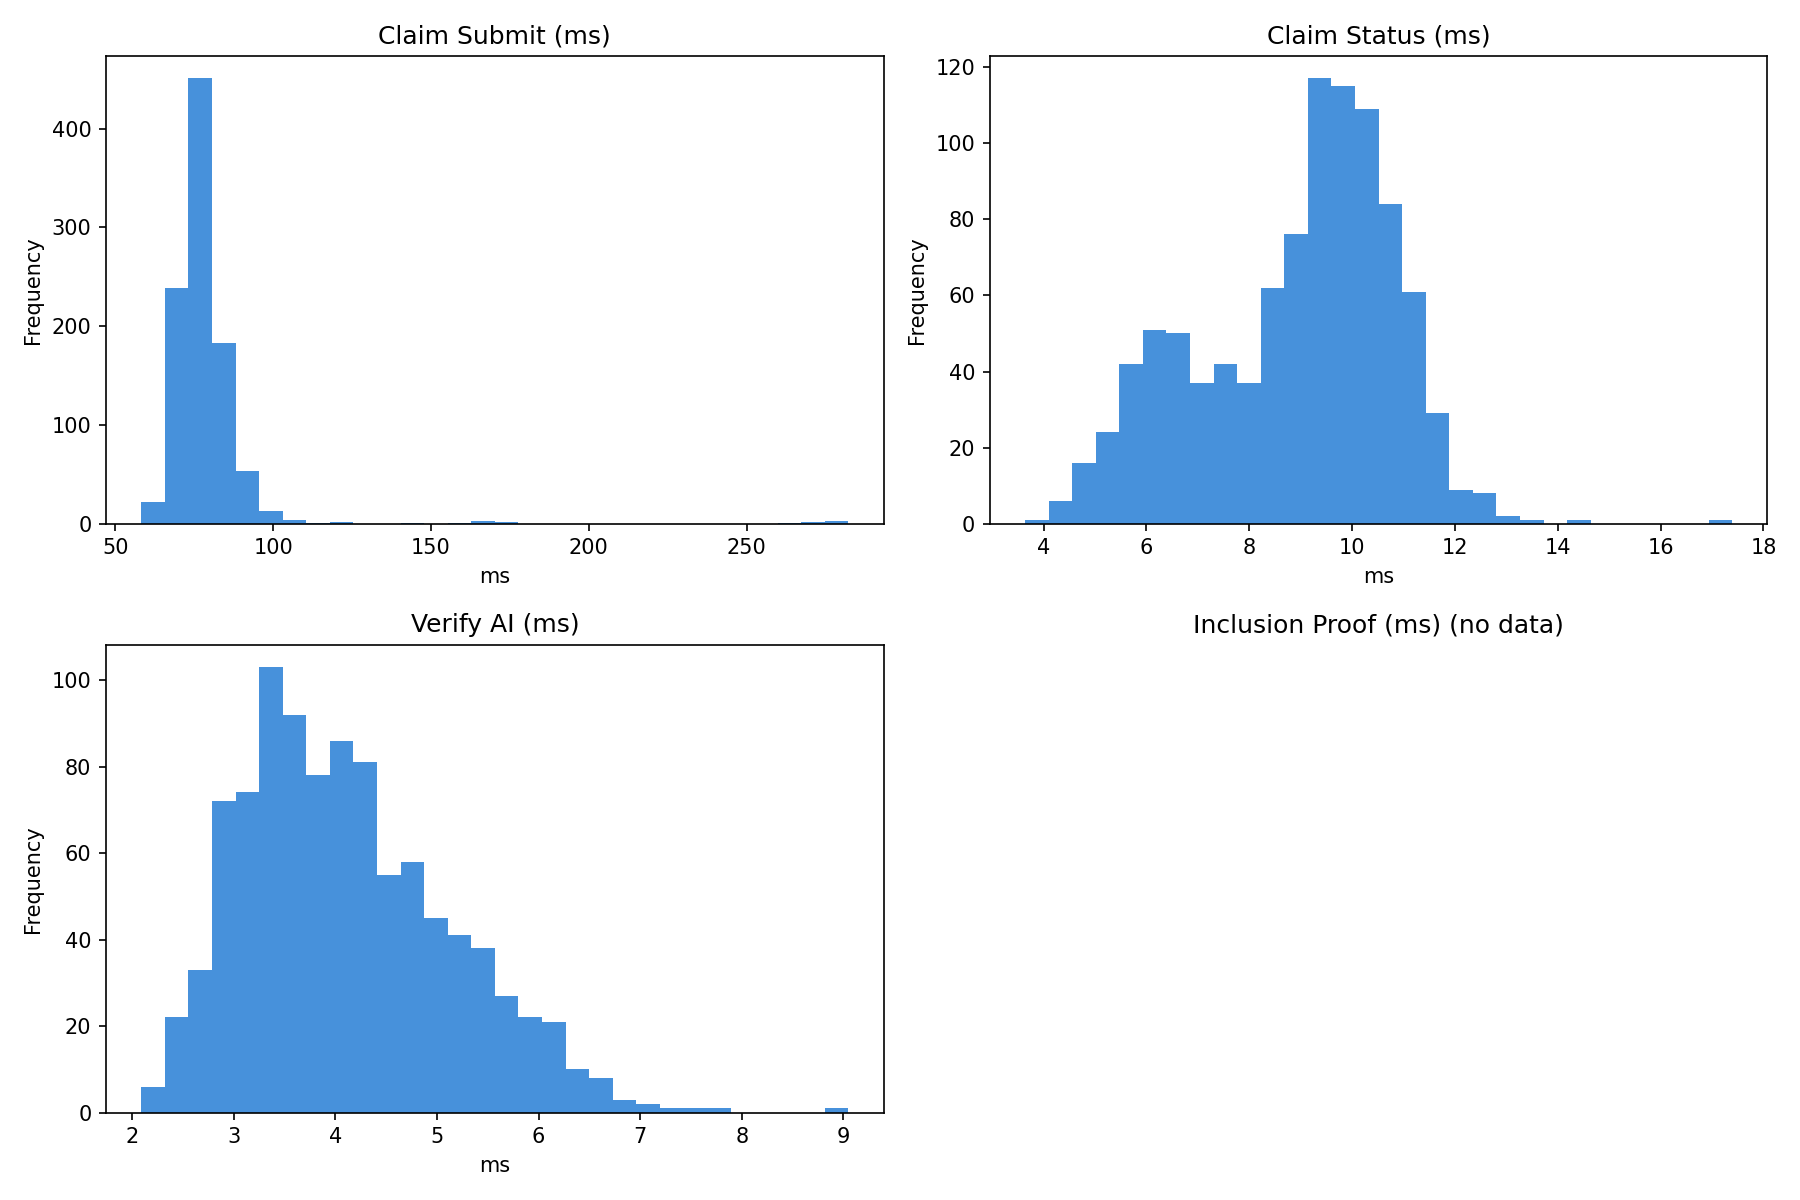 Claim Submit (ms)
Frequency
400
300
200
100
0
50 100 150 200 250
ms
Claim Status (ms)
Frequency
120
100
80
60
40
20
0
4 6 8 10 12 14 16 18
ms
Verify AI (ms)
Frequency
100
80
60
40
20
0
2 3 4 5 6 7 8 9
ms
Inclusion Proof (ms) (no data)